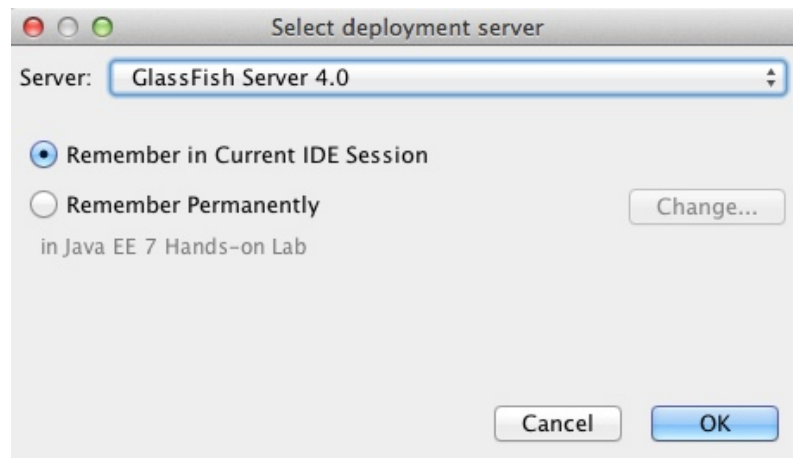 Select deployment server
Server: GlassFish Server 4.0
Remember in Current IDE Session
Remember Permanently Change...
in Java EE 7 Hands-on Lab
Cancel OK